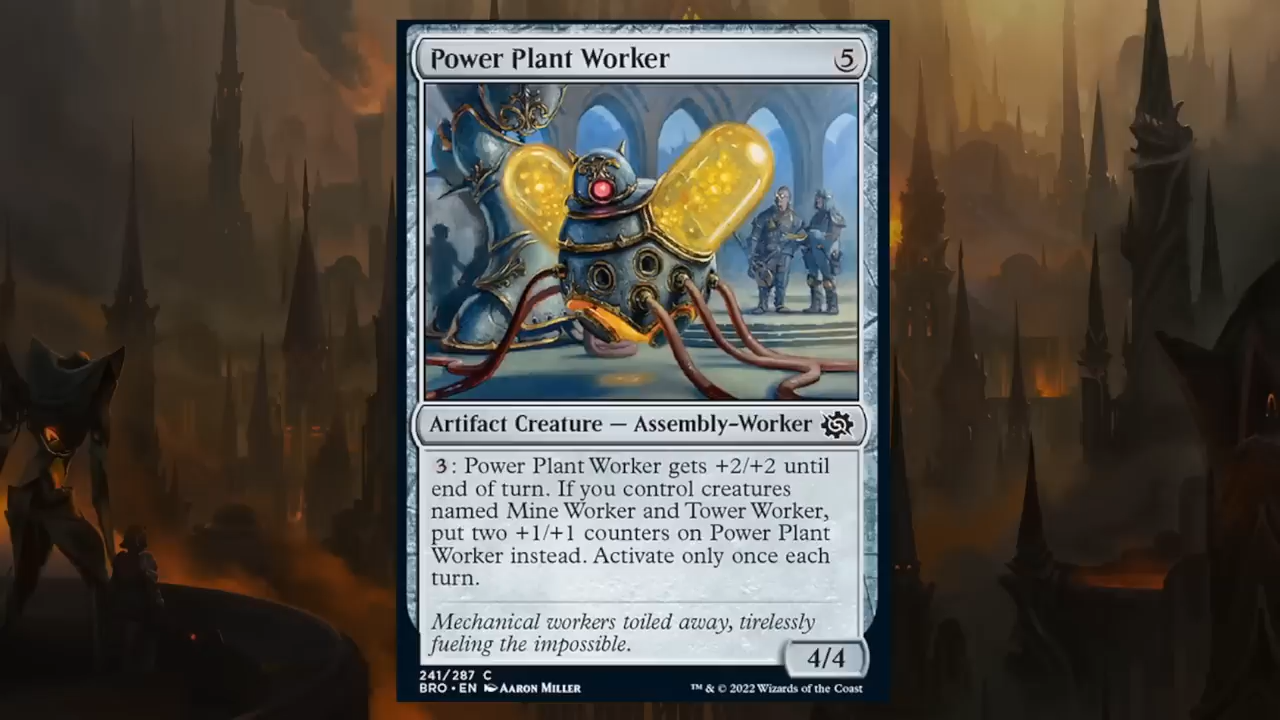 Power Plant Worker 5
Artifact Creature — Assembly-Worker
3: Power Plant Worker gets +2/+2 until
end of turn. If you control creatures
named Mine Worker and Tower Worker,
put two +1/+1 counters on Power Plant
Worker instead. Activate only once each
turn.
Mechanical workers toiled away, tirelessly
fueling the impossible.
4/4
241/287 C
BRO • EN Aaron Miller
™ & © 2022 Wizards of the Coast